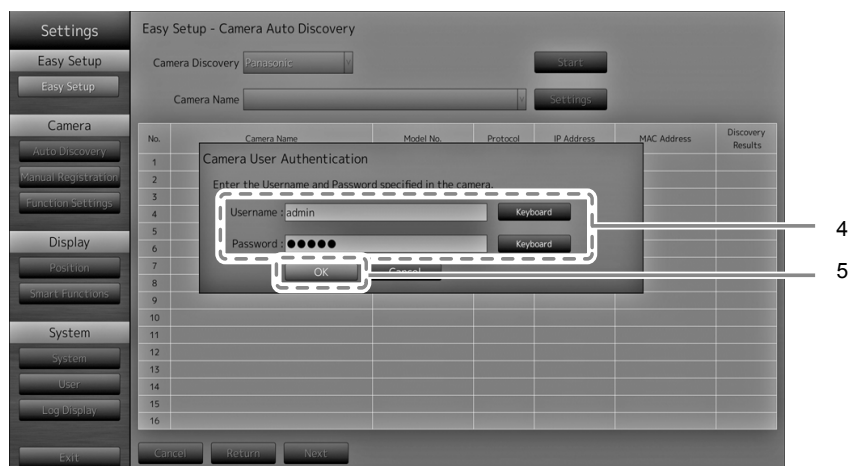 Settings
Easy Setup
Easy Setup
Camera
Auto Discovery
Manual Registration
Function Settings
Display
Position
Smart Functions
System
System
User
Log Display
Exit
Easy Setup - Camera Auto Discovery
Camera Discovery Panasonic Start
Camera Name Settings
No. Camera Name Model No. Protocol IP Address MAC Address Discovery Results
1
2
3
4
5
6
7
8
9
10
11
12
13
14
15
16
Camera User Authentication
Enter the Username and Password specified in the camera.
Username : admin Keyboard
Password : ●●●●● Keyboard
OK Cancel
Cancel Return Next
4
5